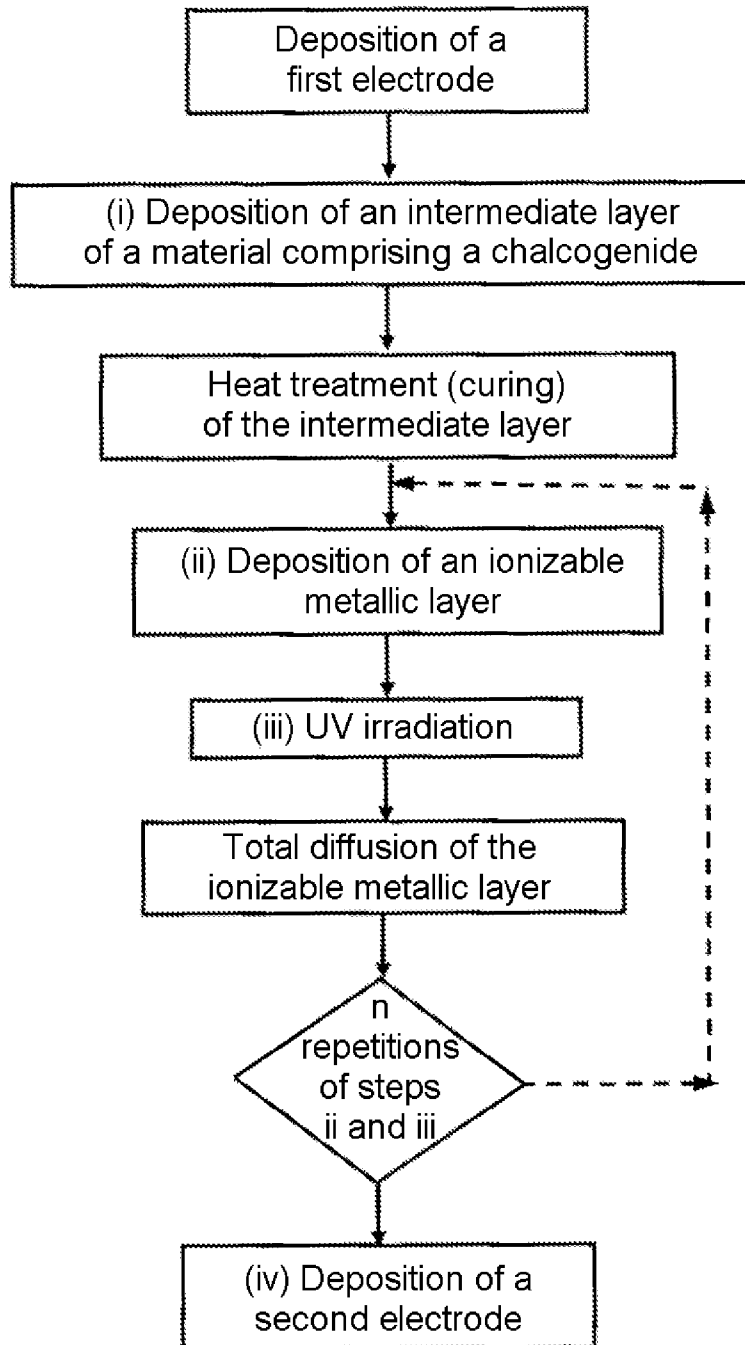 Deposition of a
first electrode
(i) Deposition of an intermediate layer
of a material comprising a chalcogenide
Heat treatment (curing)
of the intermediate layer
(ii) Deposition of an ionizable
metallic layer
(iii) UV irradiation
Total diffusion of the
ionizable metallic layer
n
repetitions
of steps
ii and iii
(iv) Deposition of a
second electrode